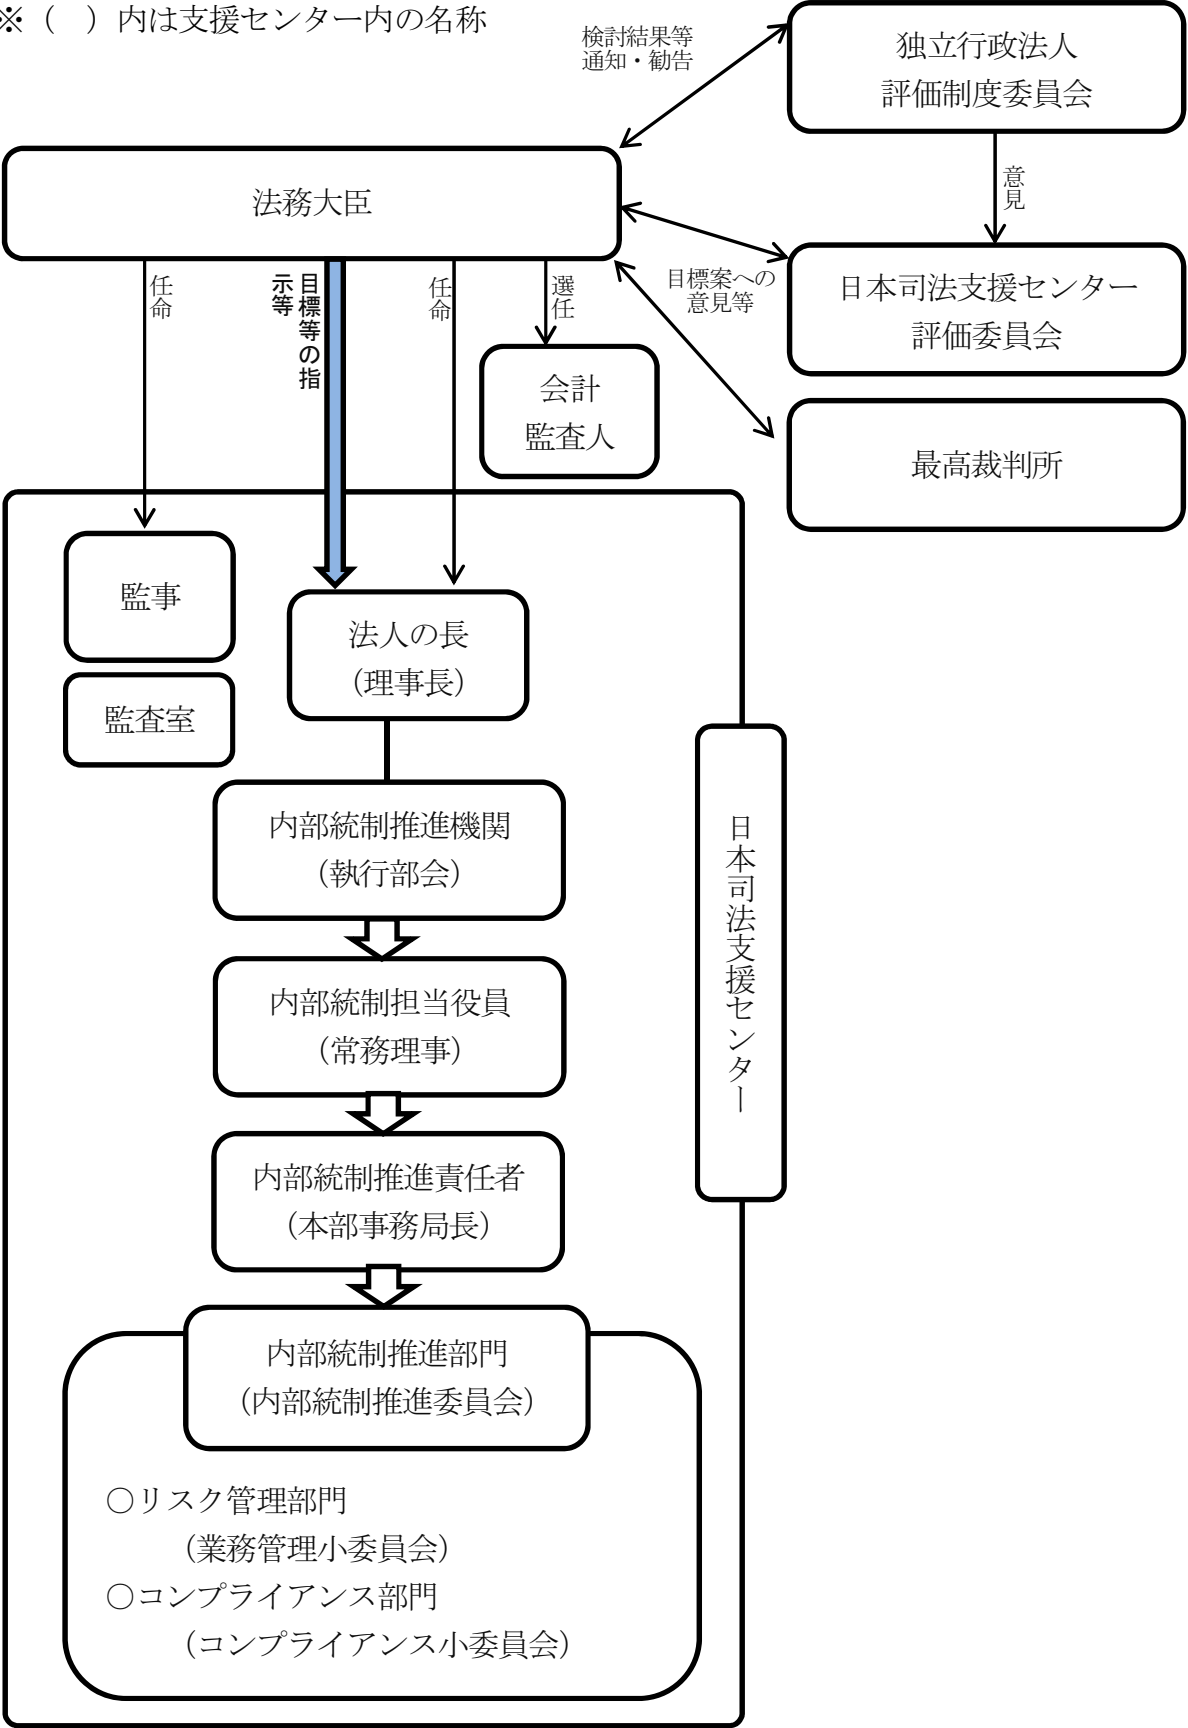 ※（　）内は支援センター内の名称
検討結果等
通知・勧告
独立行政法人
評価制度委員会
意見
法務大臣
任命
目標等の指
示等
任命
選任
目標案への
意見等
日本司法支援センター
評価委員会
会計
監査人
最高裁判所
監事
監査室
法人の長
（理事長）
内部統制推進機関
（執行部会）
内部統制担当役員
（常務理事）
内部統制推進責任者
（本部事務局長）
内部統制推進部門
（内部統制推進委員会）
○リスク管理部門
（業務管理小委員会）
○コンプライアンス部門
（コンプライアンス小委員会）
日本司法支援センター